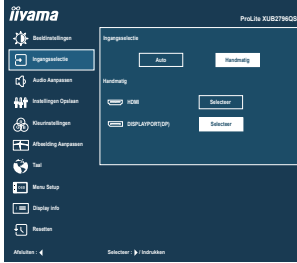 iiyama
ProLite XUB2796QS
Beeldinstellingen
Ingangsselectie
Audio Aanpassen
Instellingen Opslaan
Kleurinstellingen
Afbeelding Aanpassen
Taal
OSD
Menu Setup
Display info
Resetten
Ingangsselectie
Auto
Handmatig
Handmatig
HDMI
Selecteer
DISPLAYPORT(DP)
Selecteer
Afsluiten :
Selecteer : / Indrukken